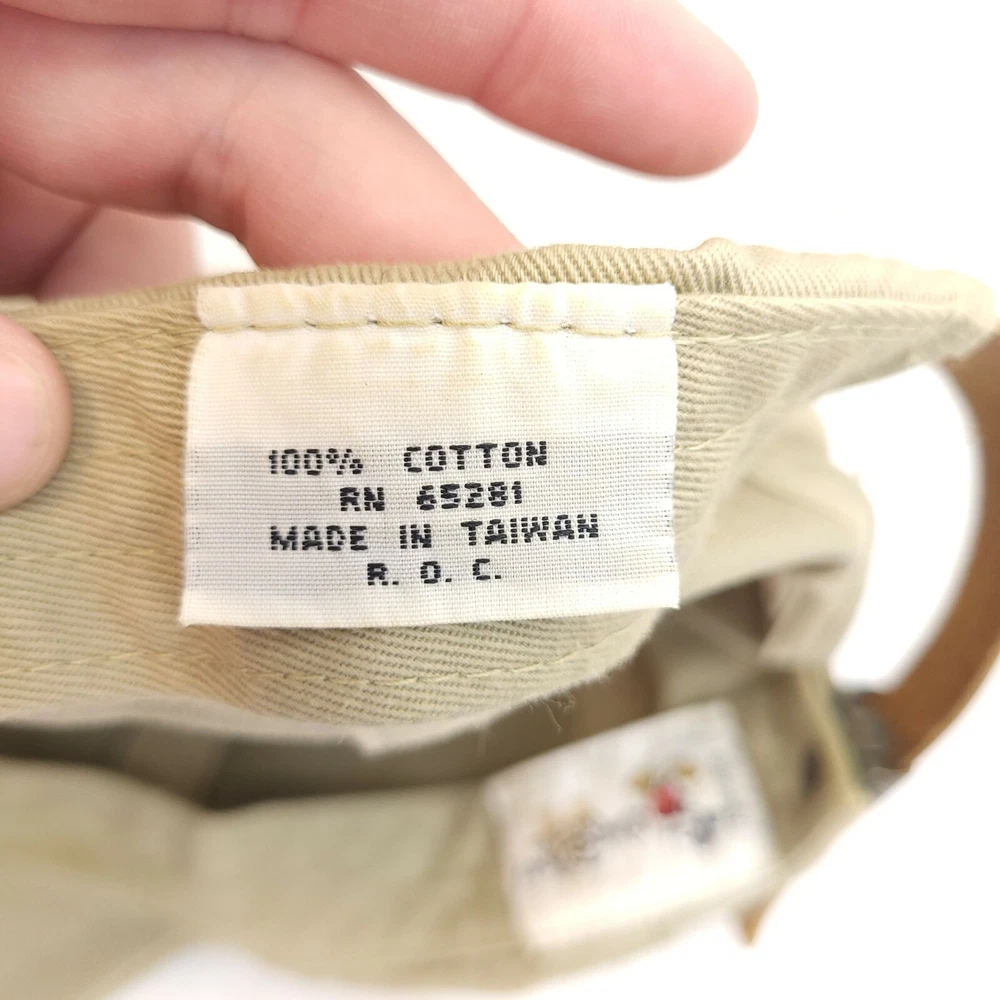 100% COTTON
RN 65281
MADE IN TAIWAN
R. O. C.